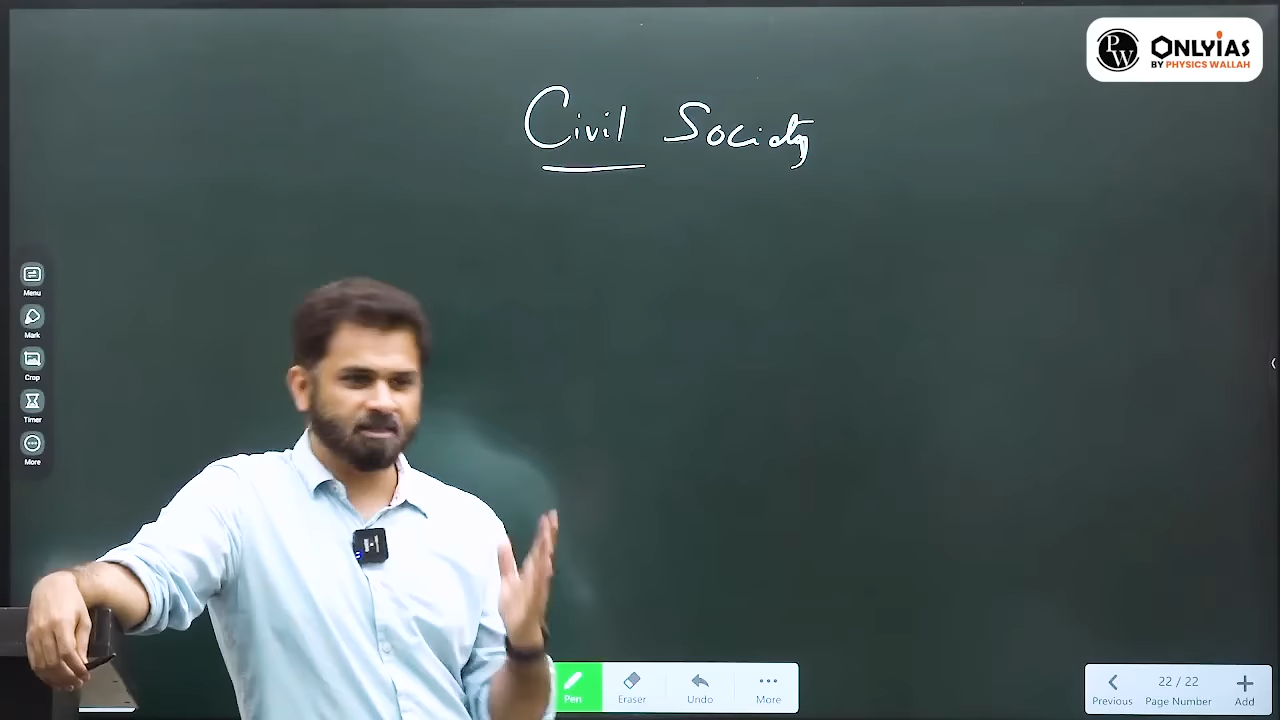 PW ONLYIAS
BY PHYSICS WALLAH
Civil Society
Menu
Mark
Crop
Timer
More
Pen
Eraser
Undo
More
22 / 22
Previous
Page Number
Add